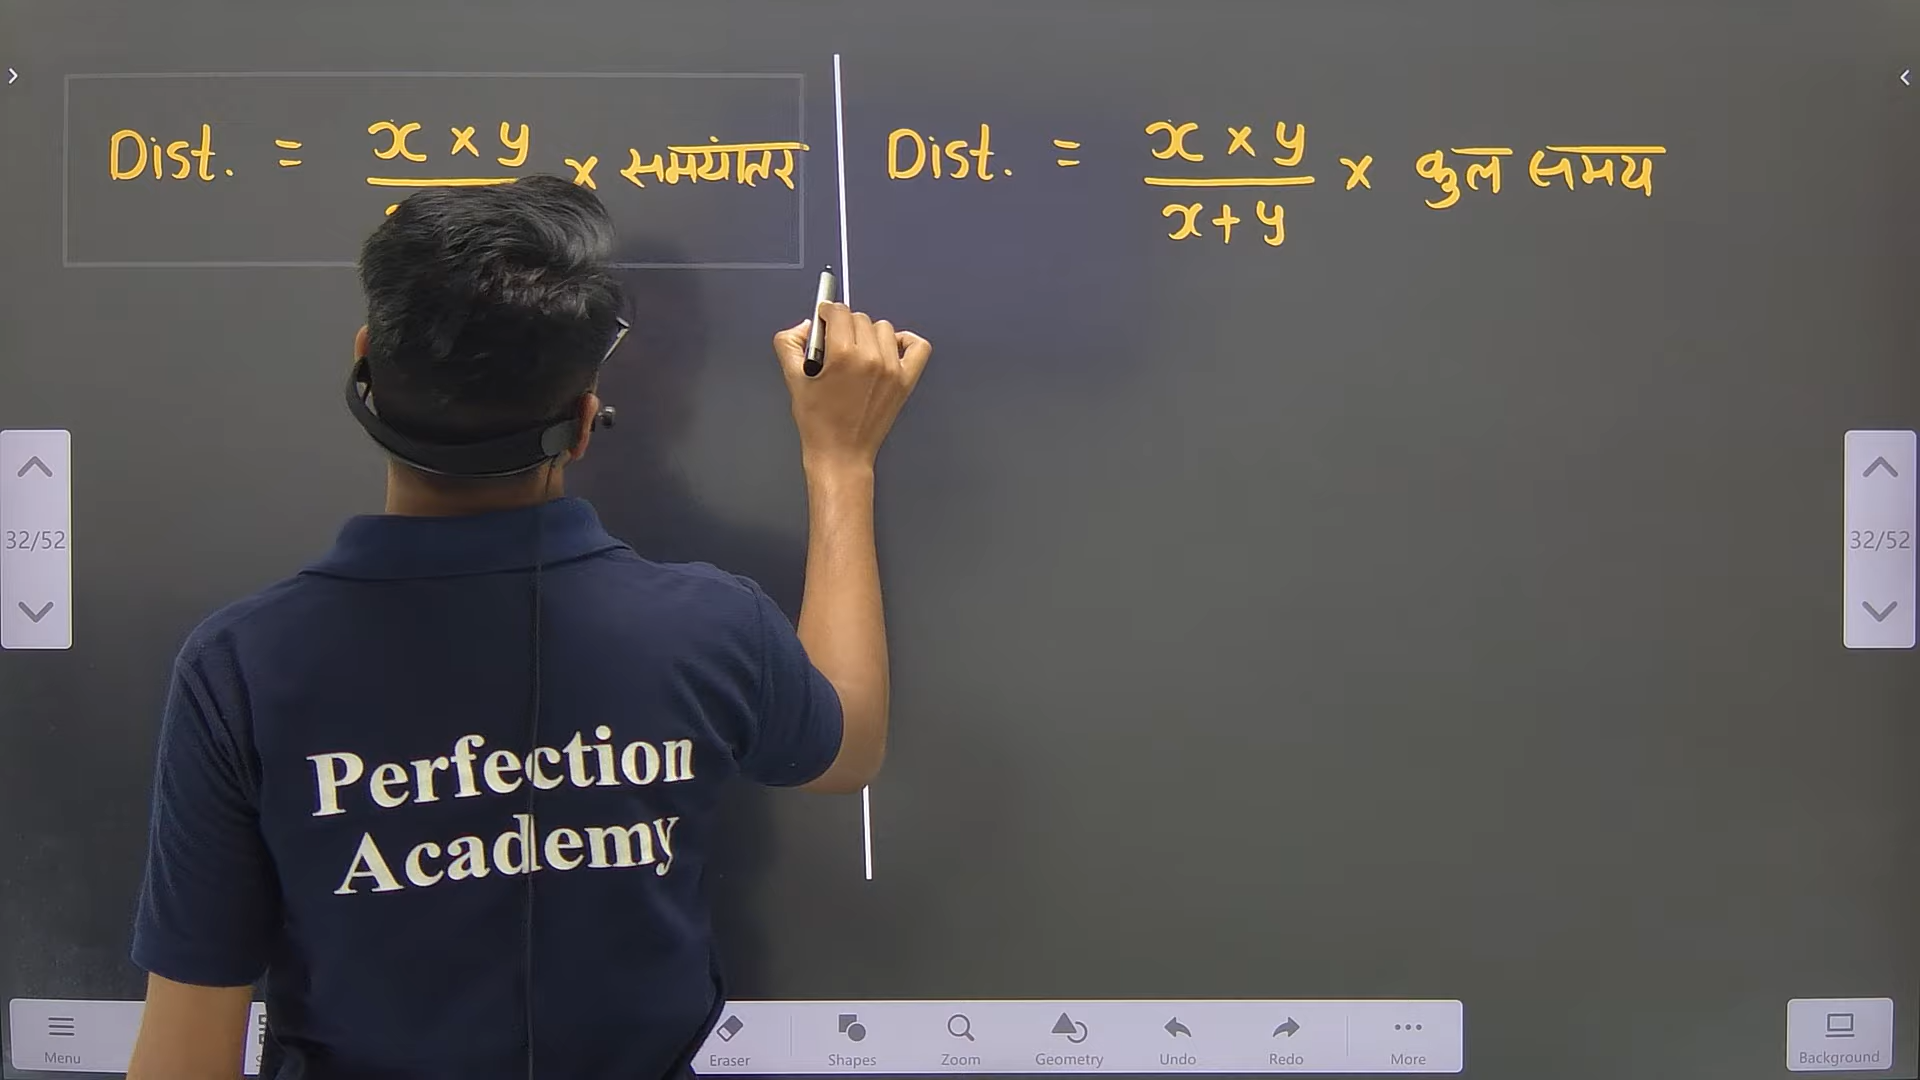 Dist. = x × y × समयांतर
Dist. = x × y / x + y × कुल समय
32/52
32/52
Perfection
Academy
Menu
Eraser
Shapes
Zoom
Geometry
Undo
Redo
More
Background